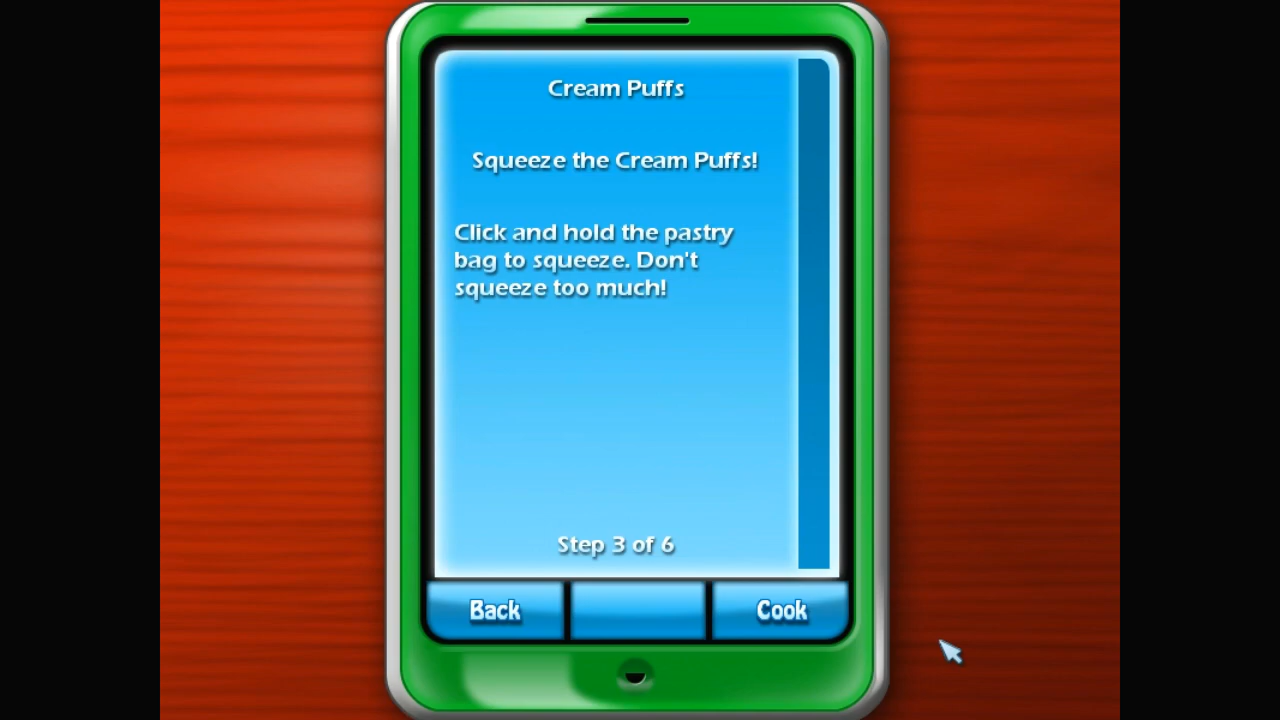 Cream Puffs
Squeeze the Cream Puffs!
Click and hold the pastry
bag to squeeze. Don't
squeeze too much!
Step 3 of 6
Back
Cook